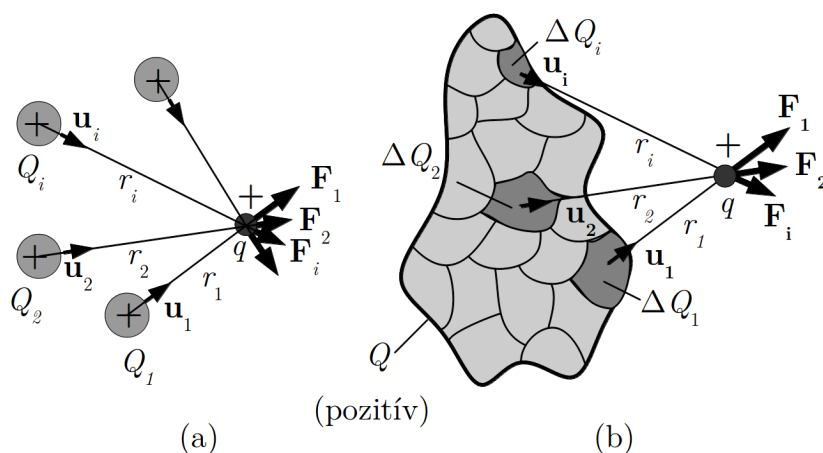 u_i
Q_i
r_i
+
F_1
F_2
F_i
q
u_2
r_2
Q_2
r_1
u_1
Q_1
(a)
ΔQ_i
u_i
r_i
+
F_1
F_2
F_i
q
ΔQ_2
u_2
r_2
r_1
u_1
ΔQ_1
Q
(pozitív)
(b)